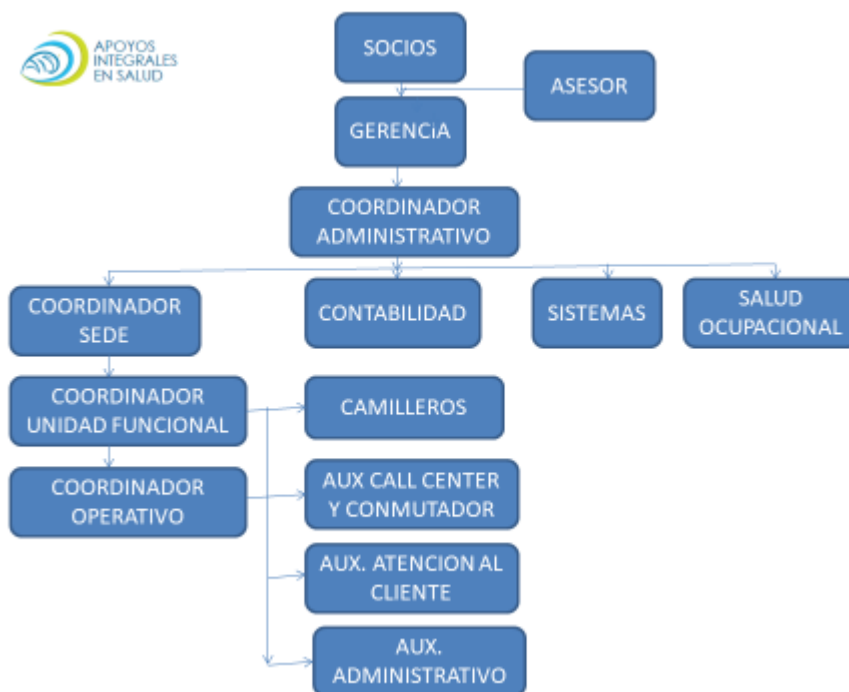 APOYOS
INTEGRALES
EN SALUD
SOCIOS
ASESOR
GERENCiA
COORDINADOR
ADMINISTRATIVO
COORDINADOR
SEDE
CONTABILIDAD
SISTEMAS
SALUD
OCUPACIONAL
COORDINADOR
UNIDAD FUNCIONAL
CAMILLEROS
COORDINADOR
OPERATIVO
AUX CALL CENTER
Y CONMUTADOR
AUX. ATENCION AL
CLIENTE
AUX.
ADMINISTRATIVO